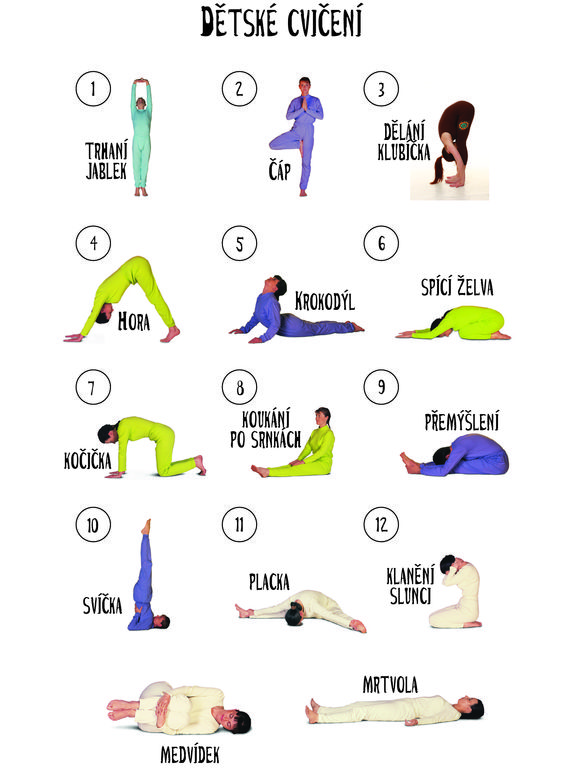 DĚTSKÉ CVIČENÍ
1
TRHANÍ
JABLEK
2
ČÁP
3
DĚLÁNÍ
KLUBÍČKA
4
HORA
5
KROKODÝL
6
SPÍCÍ ŽELVA
7
KOČIČKA
8
KOUKÁNÍ
PO SRNKÁCH
9
PŘEMÝŠLENÍ
10
SVÍČKA
11
PLACKA
12
KLANĚNÍ
SLUNCI
MEDVÍDEK
MRTVOLA